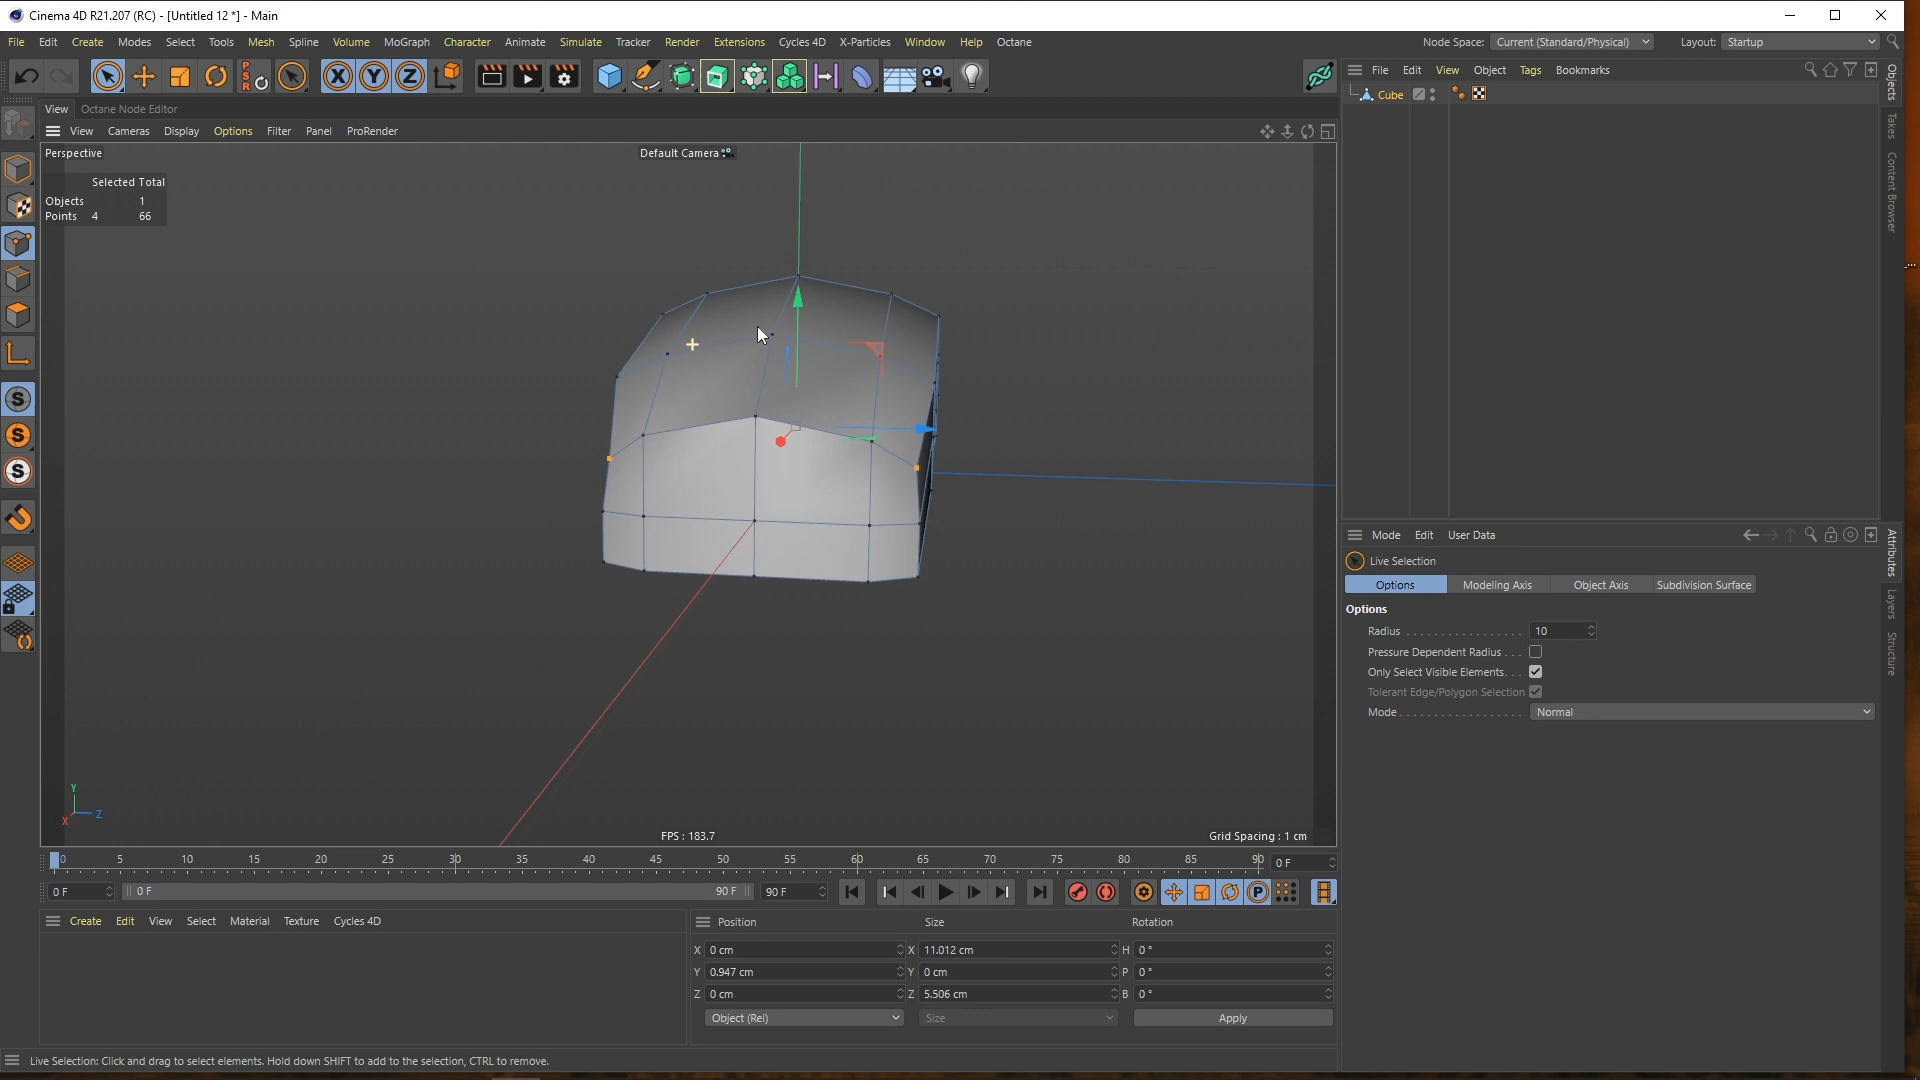 Cinema 4D R21.207 (RC) - [Untitled 12 *] - Main
File Edit Create Modes Select Tools Mesh Spline Volume MoGraph Character Animate Simulate Tracker Render Extensions Cycles 4D X-Particles Window Help Octane
Node Space: Current (Standard/Physical) Layout: Startup
PSR X Y Z
File Edit View Object Tags Bookmarks
Cube
Objects
Takes
Content Browser
View Octane Node Editor
View Cameras Display Options Filter Panel ProRender
Perspective
Default Camera
Selected Total
Objects 1
Points 4 66
S
S
S
Y
X Z
FPS : 183.7
Grid Spacing : 1 cm
Mode Edit User Data
Attributes
Layers
Structure
Live Selection
Options Modeling Axis Object Axis Subdivision Surface
Options
Radius . . . . . . . . . . . . . . . . . 10
Pressure Dependent Radius . . .
Only Select Visible Elements. . .
Tolerant Edge/Polygon Selection
Mode . . . . . . . . . . . . . . . . . . Normal
0 5 10 15 20 25 30 35 40 45 50 55 60 65 70 75 80 85 90 0 F
0 F 0 F 90 F 90 F P
Create Edit View Select Material Texture Cycles 4D
Position Size Rotation
X 0 cm X 11.012 cm H 0 °
Y 0.947 cm Y 0 cm P 0 °
Z 0 cm Z 5.506 cm B 0 °
Object (Rel) Size Apply
Live Selection: Click and drag to select elements. Hold down SHIFT to add to the selection, CTRL to remove.